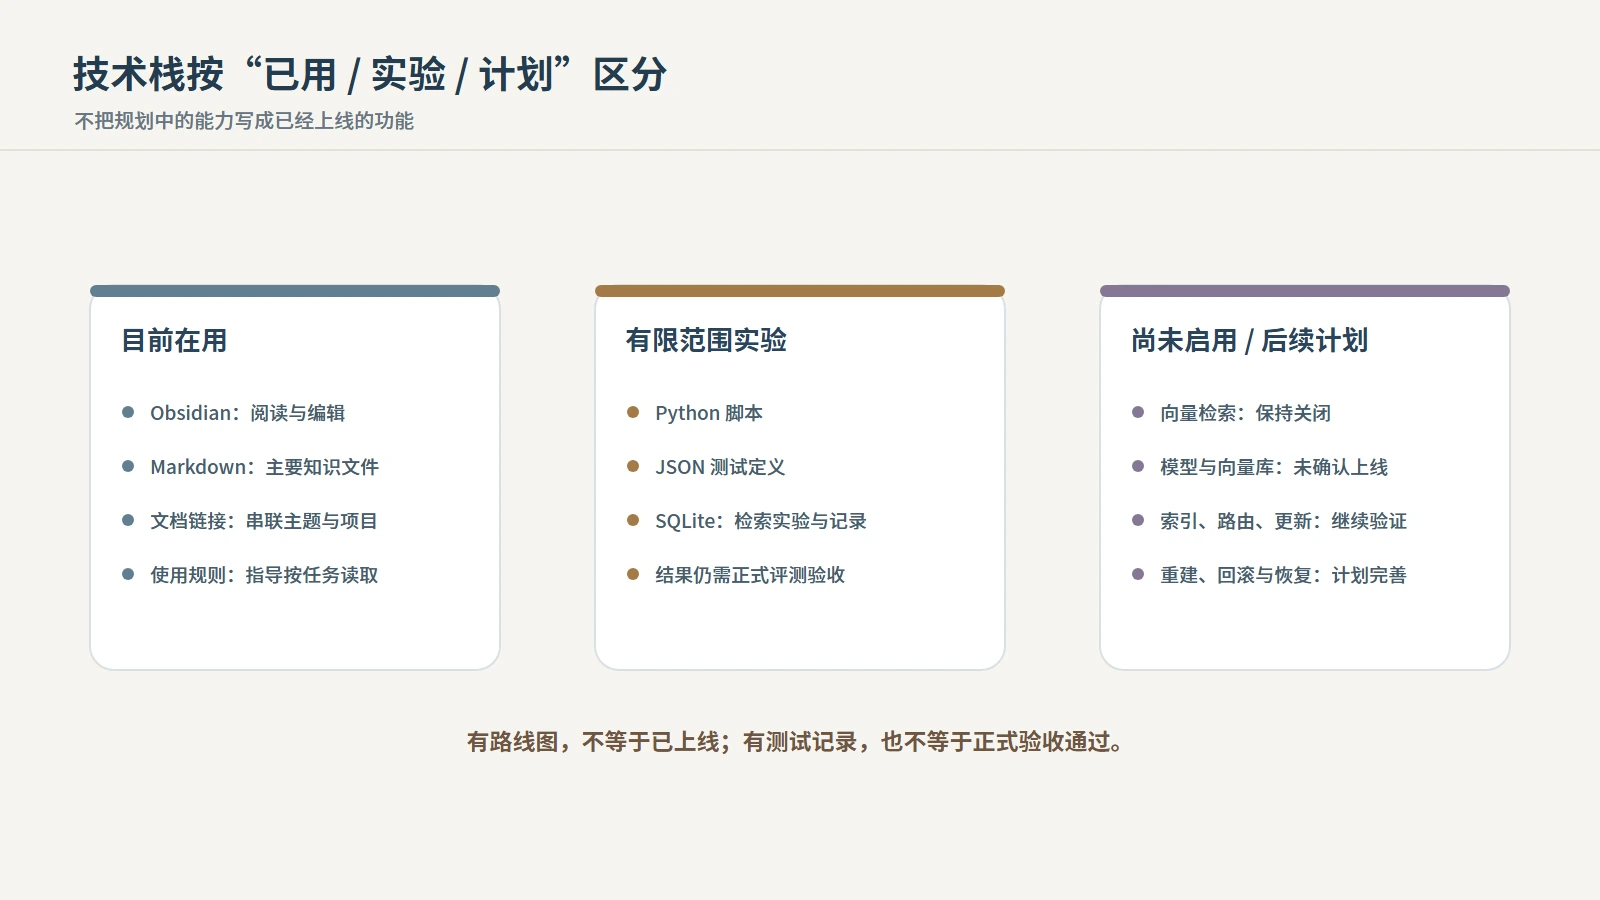 技术栈按“已用 / 实验 / 计划”区分
不把规划中的能力写成已经上线的功能
目前在用
Obsidian：阅读与编辑
Markdown：主要知识文件
文档链接：串联主题与项目
使用规则：指导按任务读取
有限范围实验
Python 脚本
JSON 测试定义
SQLite：检索实验与记录
结果仍需正式评测验收
尚未启用 / 后续计划
向量检索：保持关闭
模型与向量库：未确认上线
索引、路由、更新：继续验证
重建、回滚与恢复：计划完善
有路线图，不等于已上线；有测试记录，也不等于正式验收通过。